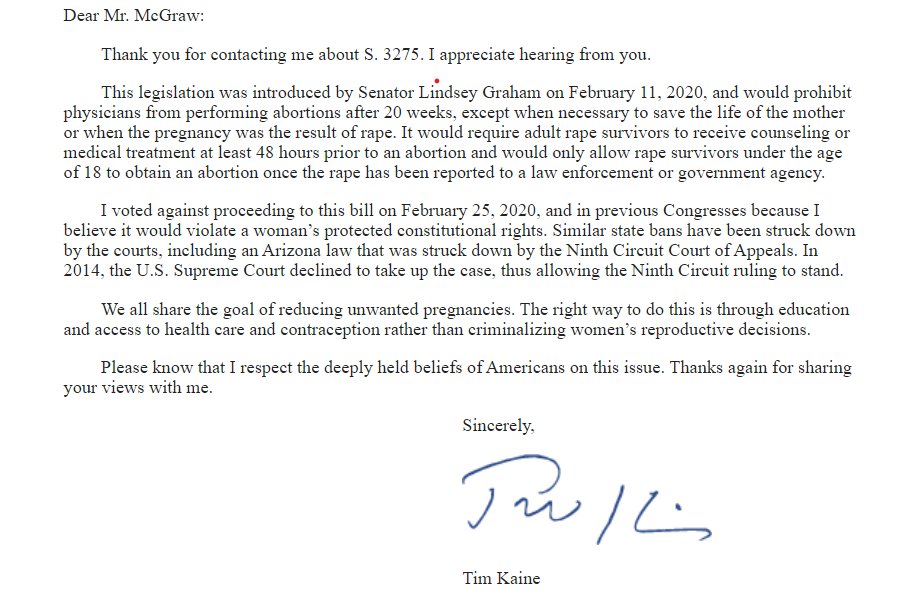 Dear Mr. McGraw:
Thank you for contacting me about S. 3275. I appreciate hearing from you.
This legislation was introduced by Senator Lindsey Graham on February 11, 2020, and would prohibit
physicians from performing abortions after 20 weeks, except when necessary to save the life of the mother
or when the pregnancy was the result of rape. It would require adult rape survivors to receive counseling or
medical treatment at least 48 hours prior to an abortion and would only allow rape survivors under the age
of 18 to obtain an abortion once the rape has been reported to a law enforcement or government agency.
I voted against proceeding to this bill on February 25, 2020, and in previous Congresses because I
believe it would violate a woman’s protected constitutional rights. Similar state bans have been struck down
by the courts, including an Arizona law that was struck down by the Ninth Circuit Court of Appeals. In
2014, the U.S. Supreme Court declined to take up the case, thus allowing the Ninth Circuit ruling to stand.
We all share the goal of reducing unwanted pregnancies. The right way to do this is through education
and access to health care and contraception rather than criminalizing women’s reproductive decisions.
Please know that I respect the deeply held beliefs of Americans on this issue. Thanks again for sharing
your views with me.
Sincerely,
Tim Kaine